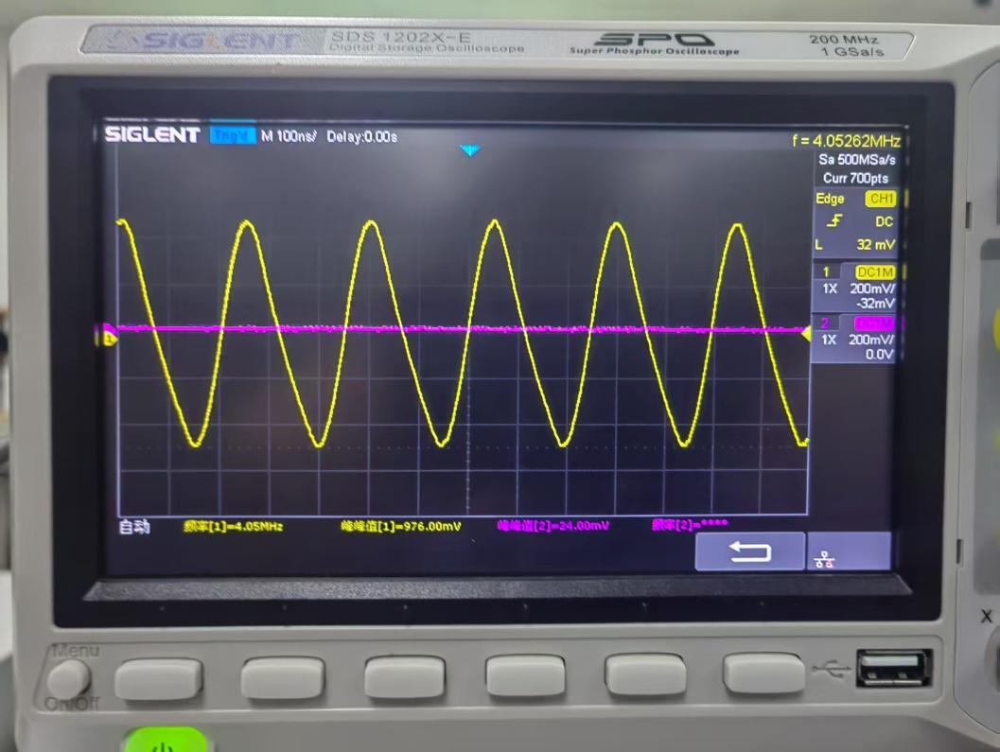 SIGLENT SDS 1202X-E
Digital Storage Oscilloscope
SPO
Super Phosphor Oscilloscope
200 MHz
1 GSa/s
SIGLENT Trig'd M 100ns/ Delay:0.00s
f = 4.05262MHz
Sa 500MSa/s
Curr 700pts
Edge CH1
DC
L 32 mV
1 DC1M
1X 200mV/
-32mV
2 DC1M
1X 200mV/
0.0V
1
自动 频率[1]=4.05MHz 峰峰值[1]=976.00mV 峰峰值[2]=24.00mV 频率[2]=****
Menu
On/Off
X